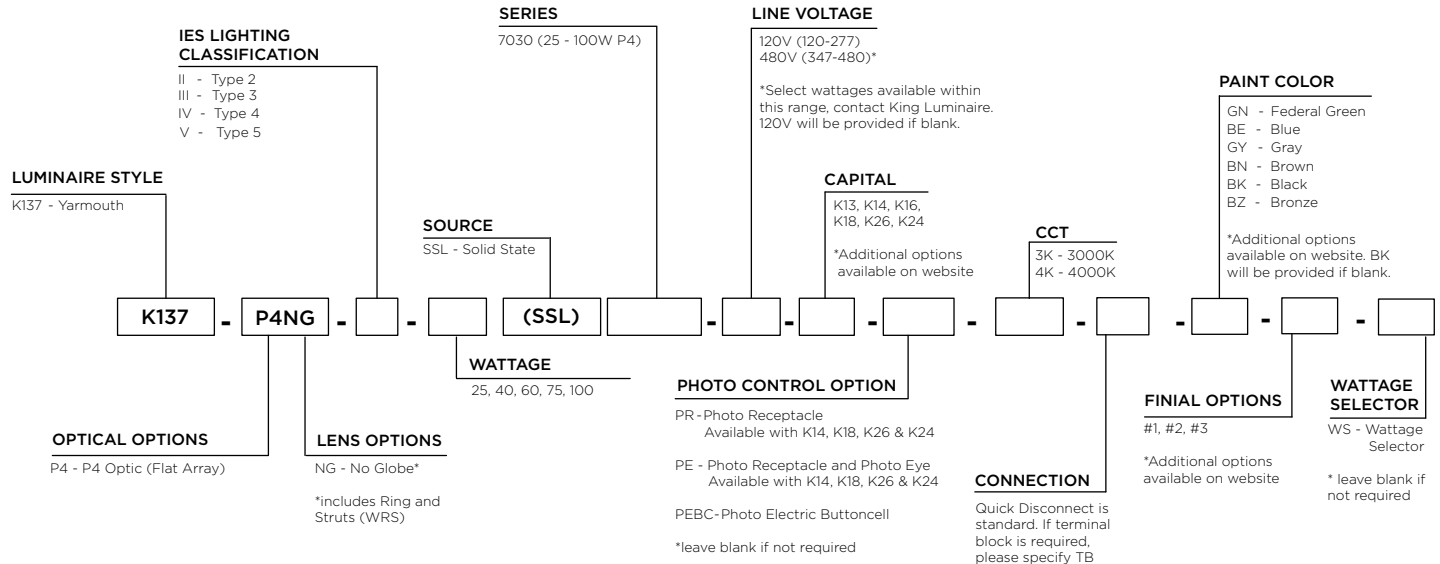 SERIES
7030 (25 - 100W P4)
LINE VOLTAGE
120V (120-277)
480V (347-480)*
*Select wattages available within
this range, contact King Luminaire.
120V will be provided if blank.
IES LIGHTING
CLASSIFICATION
II - Type 2
III - Type 3
IV - Type 4
V - Type 5
PAINT COLOR
GN - Federal Green
BE - Blue
GY - Gray
BN - Brown
BK - Black
BZ - Bronze
*Additional options
available on website. BK
will be provided if blank.
LUMINAIRE STYLE
K137 - Yarmouth
CAPITAL
K13, K14, K16,
K18, K26, K24
*Additional options
available on website
SOURCE
SSL - Solid State
CCT
3K - 3000K
4K - 4000K
K137 - P4NG - - (SSL) - - - - - - - -
WATTAGE
25, 40, 60, 75, 100
PHOTO CONTROL OPTION
PR - Photo Receptacle
Available with K14, K18, K26 & K24
PE - Photo Receptacle and Photo Eye
Available with K14, K18, K26 & K24
PEBC-Photo Electric Buttoncell
*leave blank if not required
OPTICAL OPTIONS
P4 - P4 Optic (Flat Array)
LENS OPTIONS
NG - No Globe*
*includes Ring and
Struts (WRS)
CONNECTION
Quick Disconnect is
standard. If terminal
block is required,
please specify TB
FINIAL OPTIONS
#1, #2, #3
*Additional options
available on website
WATTAGE
SELECTOR
WS - Wattage
Selector
* leave blank if
not required